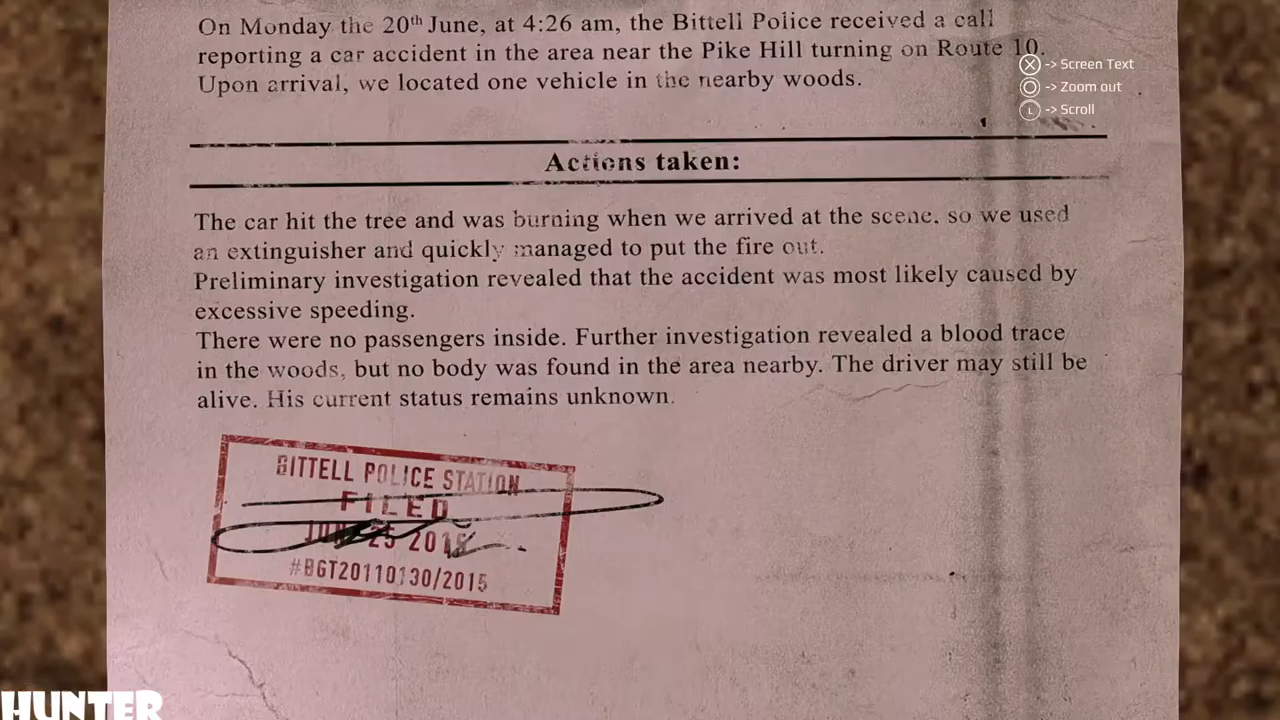 On Monday the 20th June, at 4:26 am, the Bittell Police received a call
reporting a car accident in the area near the Pike Hill turning on Route 10.
Upon arrival, we located one vehicle in the nearby woods.
-> Screen Text
-> Zoom out
L -> Scroll
Actions taken:
The car hit the tree and was burning when we arrived at the scene. so we used
an extinguisher and quickly managed to put the fire out.
Preliminary investigation revealed that the accident was most likely caused by
excessive speeding.
There were no passengers inside. Further investigation revealed a blood trace
in the woods, but no body was found in the area nearby. The driver may still be
alive. His current status remains unknown.
BITTELL POLICE STATION
FILED
JUN 25 2015
#BGT20110130/2015
HUNTER